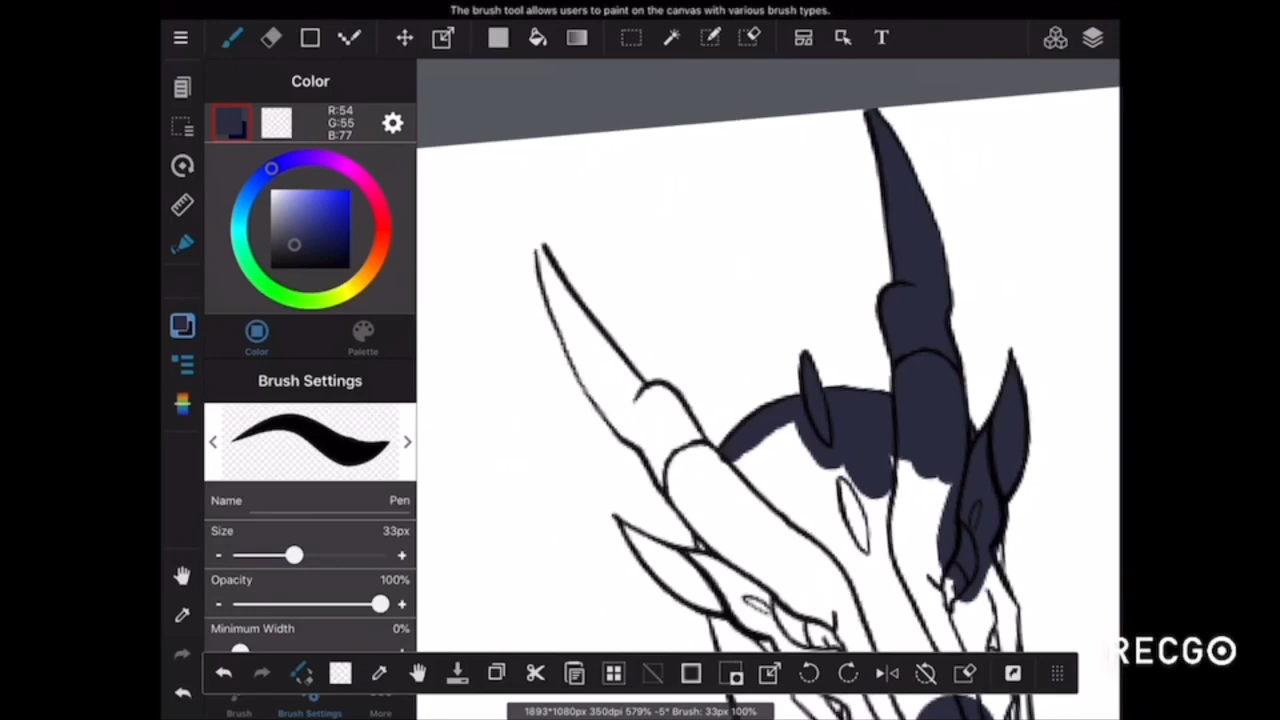 The brush tool allows users to paint on the canvas with various brush types.
T
Color
R:54
G:55
B:77
Color
Palette
Brush Settings
Name
Pen
Size
33px
-
+
Opacity
100%
-
+
Minimum Width
0%
RECGO
Brush
Brush Settings
More
1893*1080px 350dpi 579% -5° Brush: 33px 100%